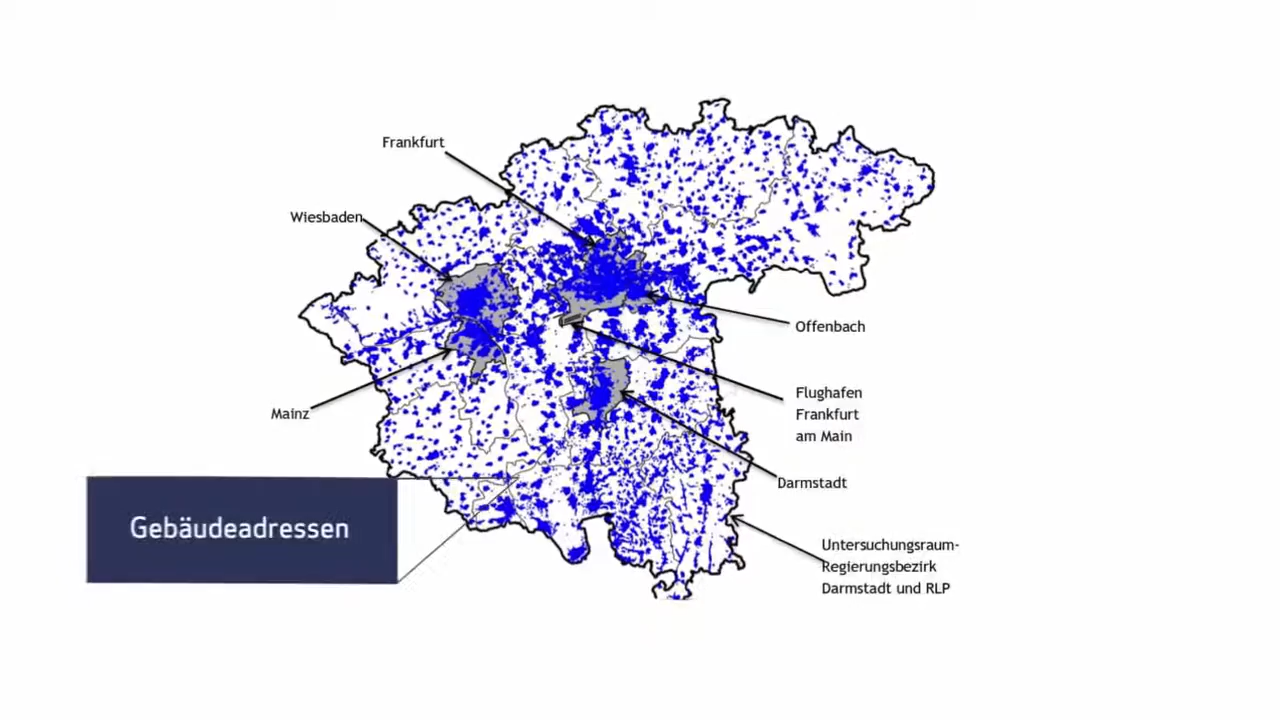 Frankfurt
Wiesbaden
Offenbach
Flughafen
Frankfurt
am Main
Mainz
Darmstadt
Gebäudeadressen
Untersuchungsraum-
Regierungsbezirk
Darmstadt und RLP